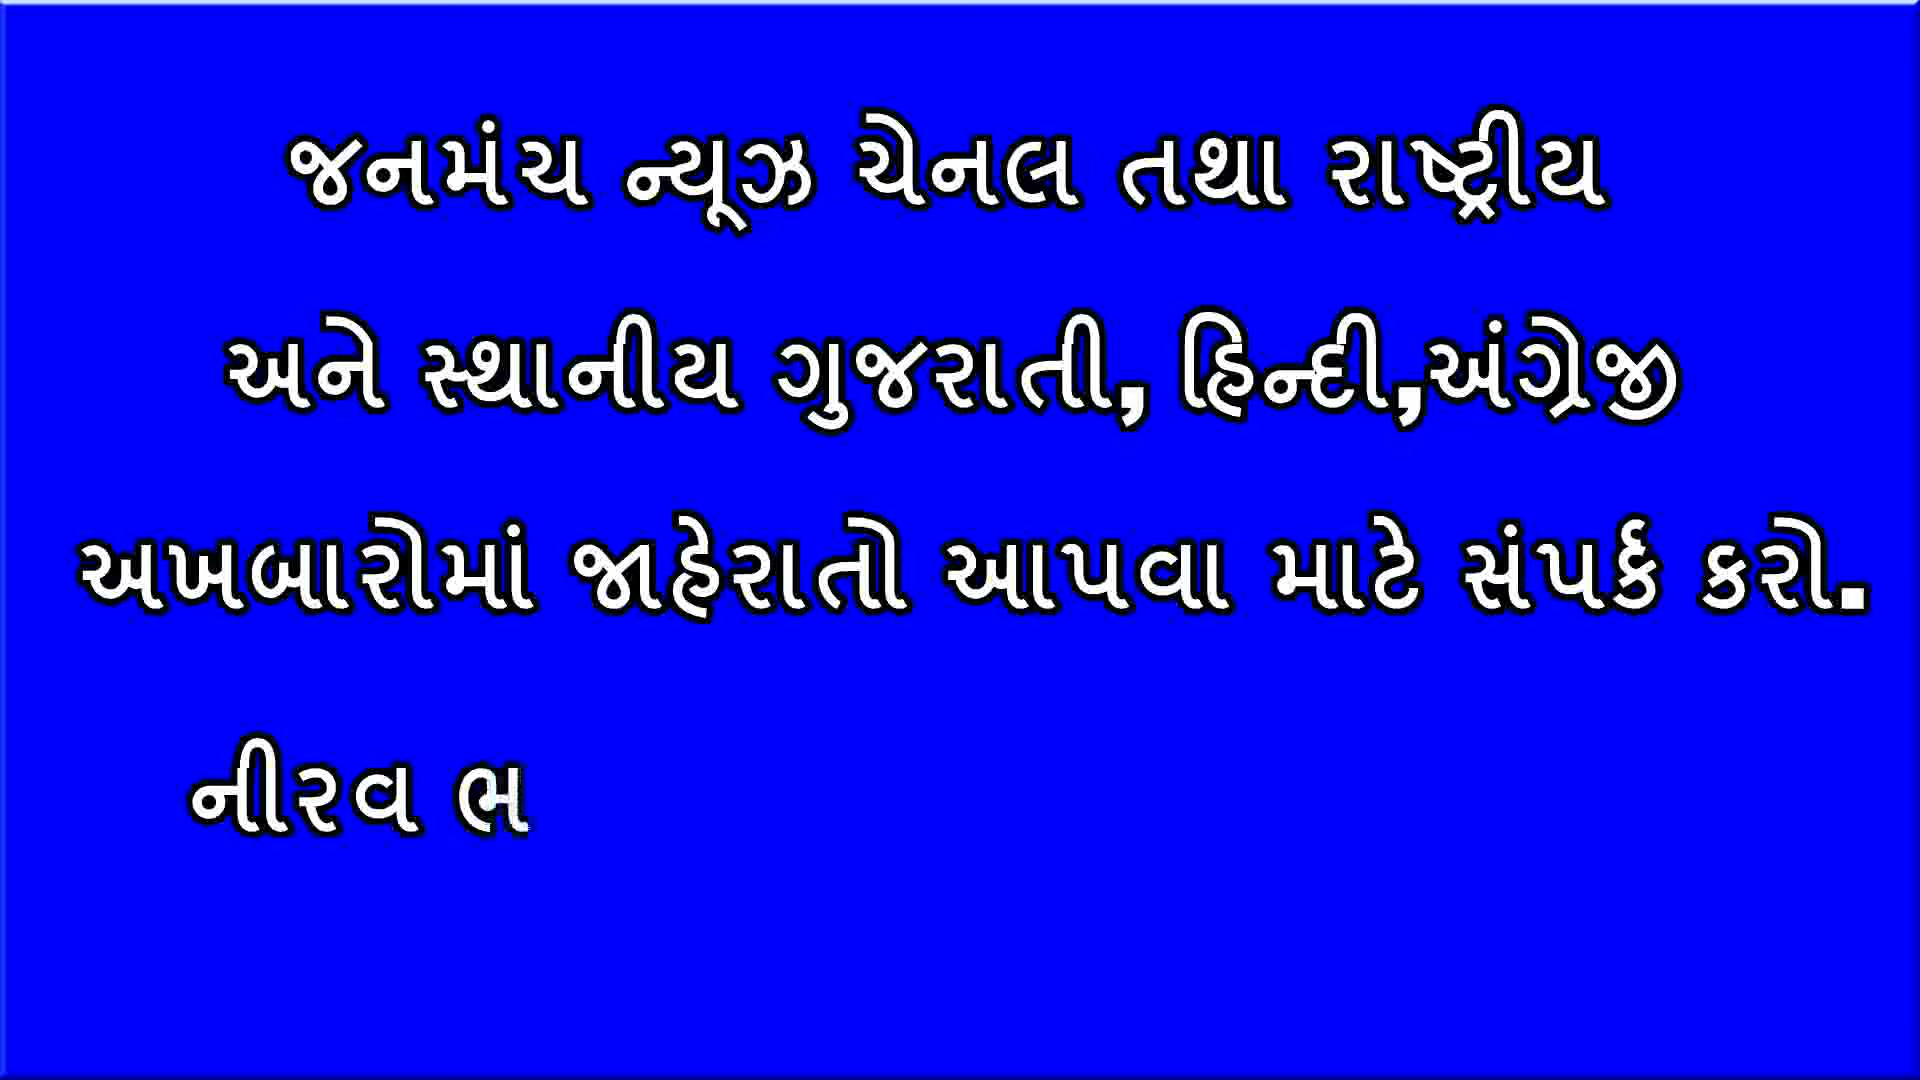 જનમંચ ન્યૂઝ ચેનલ તથા રાષ્ટ્રીય
અને સ્થાનીય ગુજરાતી, હિન્દી,અંગ્રેજી
અખબારોમાં જાહેરાતો આપવા માટે સંપર્ક કરો.
નીરવ ભ